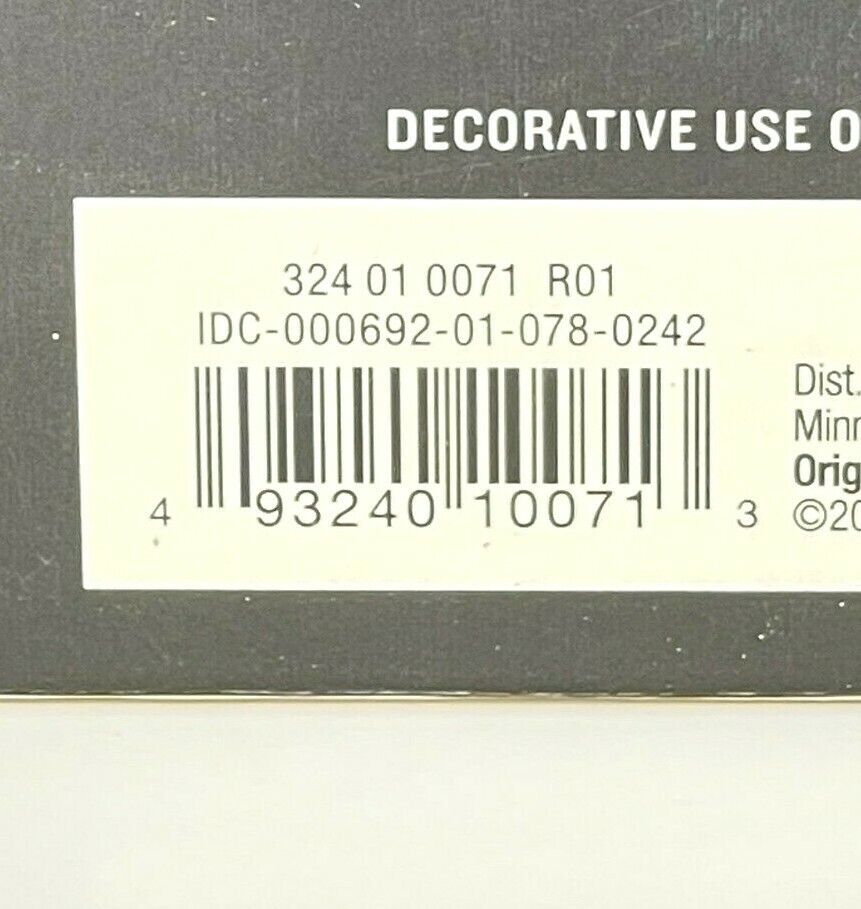 DECORATIVE USE O
324 01 0071 R01
IDC-000692-01-078-0242
4 93240 10071 3
Dist.
Minn
Orig
©20